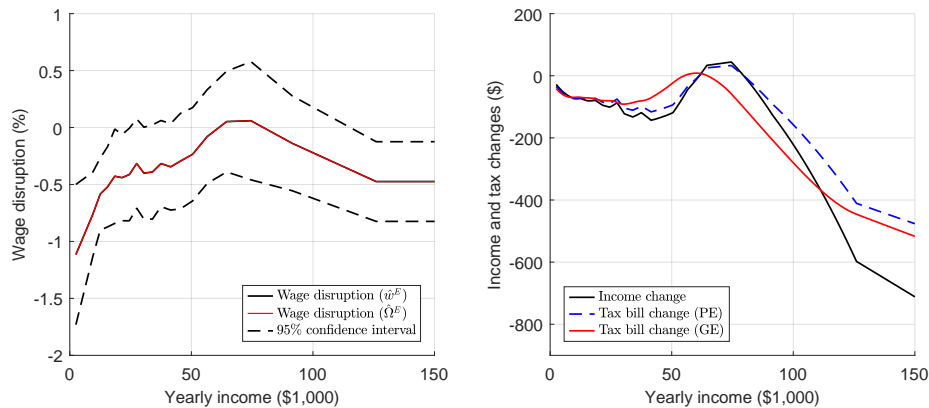 1
0.5
0
-0.5
-1
-1.5
-2
Wage disruption (%)
Wage disruption (ŵᴱ)
Wage disruption (Ω̂ᴱ)
95% confidence interval
0
50
100
150
Yearly income ($1,000)
200
0
-200
-400
-600
-800
Income and tax changes ($)
Income change
Tax bill change (PE)
Tax bill change (GE)
0
50
100
150
Yearly income ($1,000)